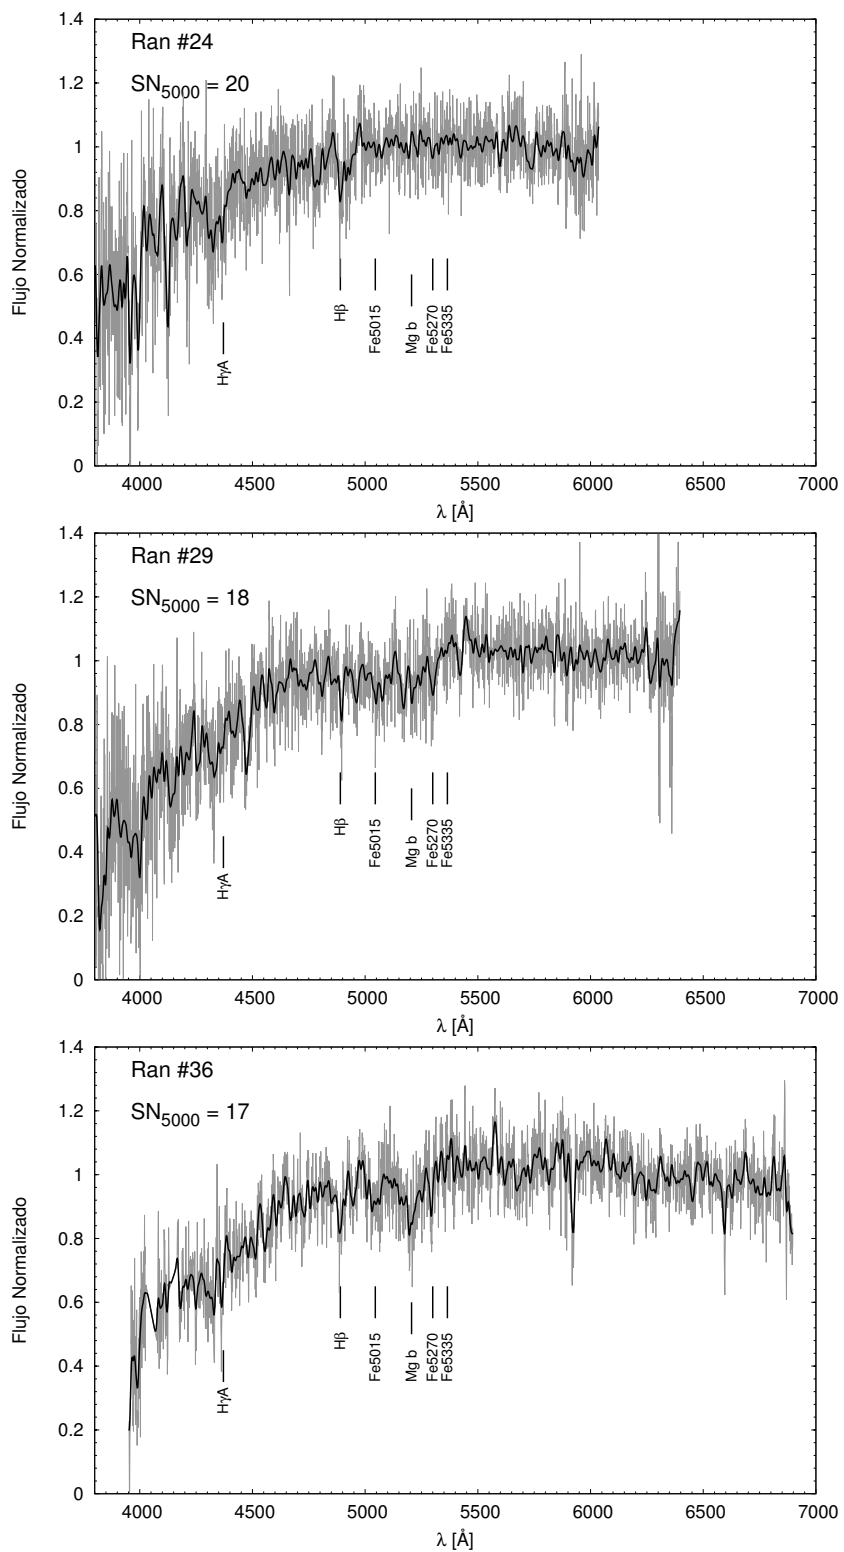 Ran #24
SN5000 = 20
Flujo Normalizado
1.4
1.2
1
0.8
0.6
0.4
0.2
0
HγA
Hβ
Fe5015
Mg b
Fe5270
Fe5335
4000 4500 5000 5500 6000 6500 7000
λ [Å]
Ran #29
SN5000 = 18
Flujo Normalizado
1.4
1.2
1
0.8
0.6
0.4
0.2
0
HγA
Hβ
Fe5015
Mg b
Fe5270
Fe5335
4000 4500 5000 5500 6000 6500 7000
λ [Å]
Ran #36
SN5000 = 17
Flujo Normalizado
1.4
1.2
1
0.8
0.6
0.4
0.2
0
HγA
Hβ
Fe5015
Mg b
Fe5270
Fe5335
4000 4500 5000 5500 6000 6500 7000
λ [Å]